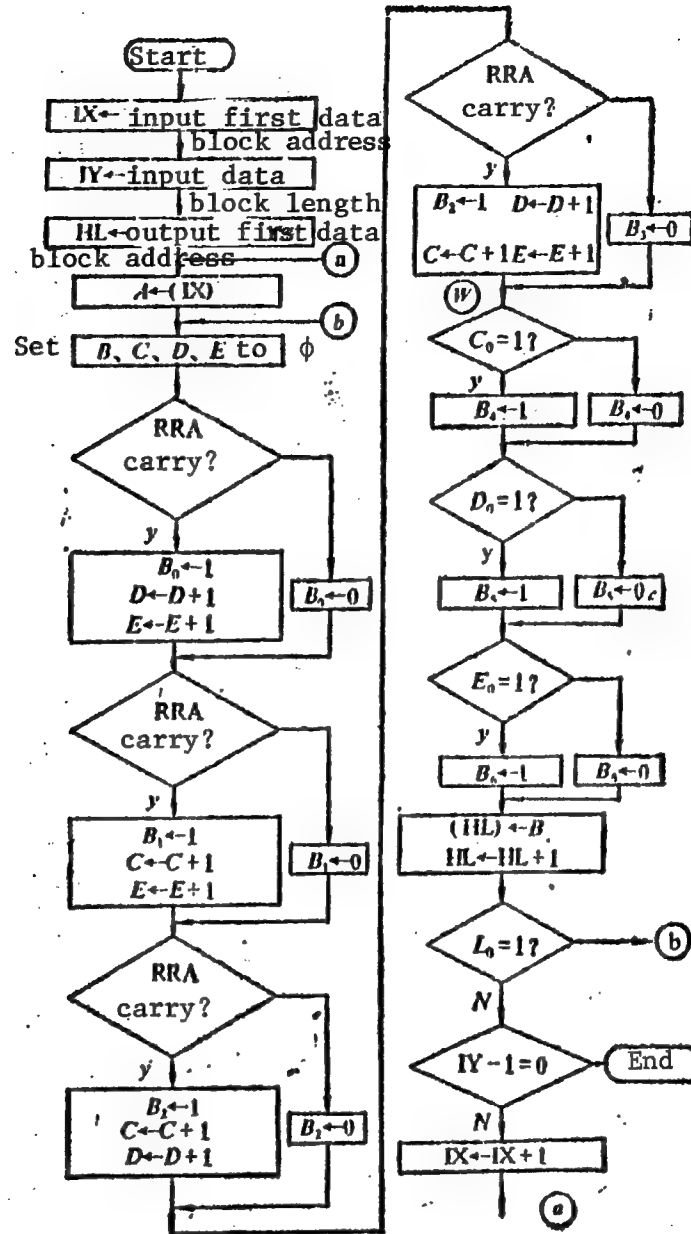 Start
IX← input first data
block address
IY←input data
block length
HL←output first data
block address
a
A←(IX)
b
Set B、C、D、E to ϕ
RRA
carry?
y
B₀←1
D←D+1
E←E+1
B₀←0
RRA
carry?
y
B₁←1
C←C+1
E←E+1
B₁←0
RRA
carry?
y
B₂←1
C←C+1
D←D+1
B₂←0
RRA
carry?
y
B₃←1 D←D+1
C←C+1 E←E+1
B₃←0
W
C₀=1?
y
B₄←1
B₄←0
D₀=1?
y
B₅←1
B₅←0
E₀=1?
y
B₆←1
B₆←0
(HL)←B
HL←HL+1
L₀=1?
b
N
IY−1=0
End
N
IX←IX+1
a